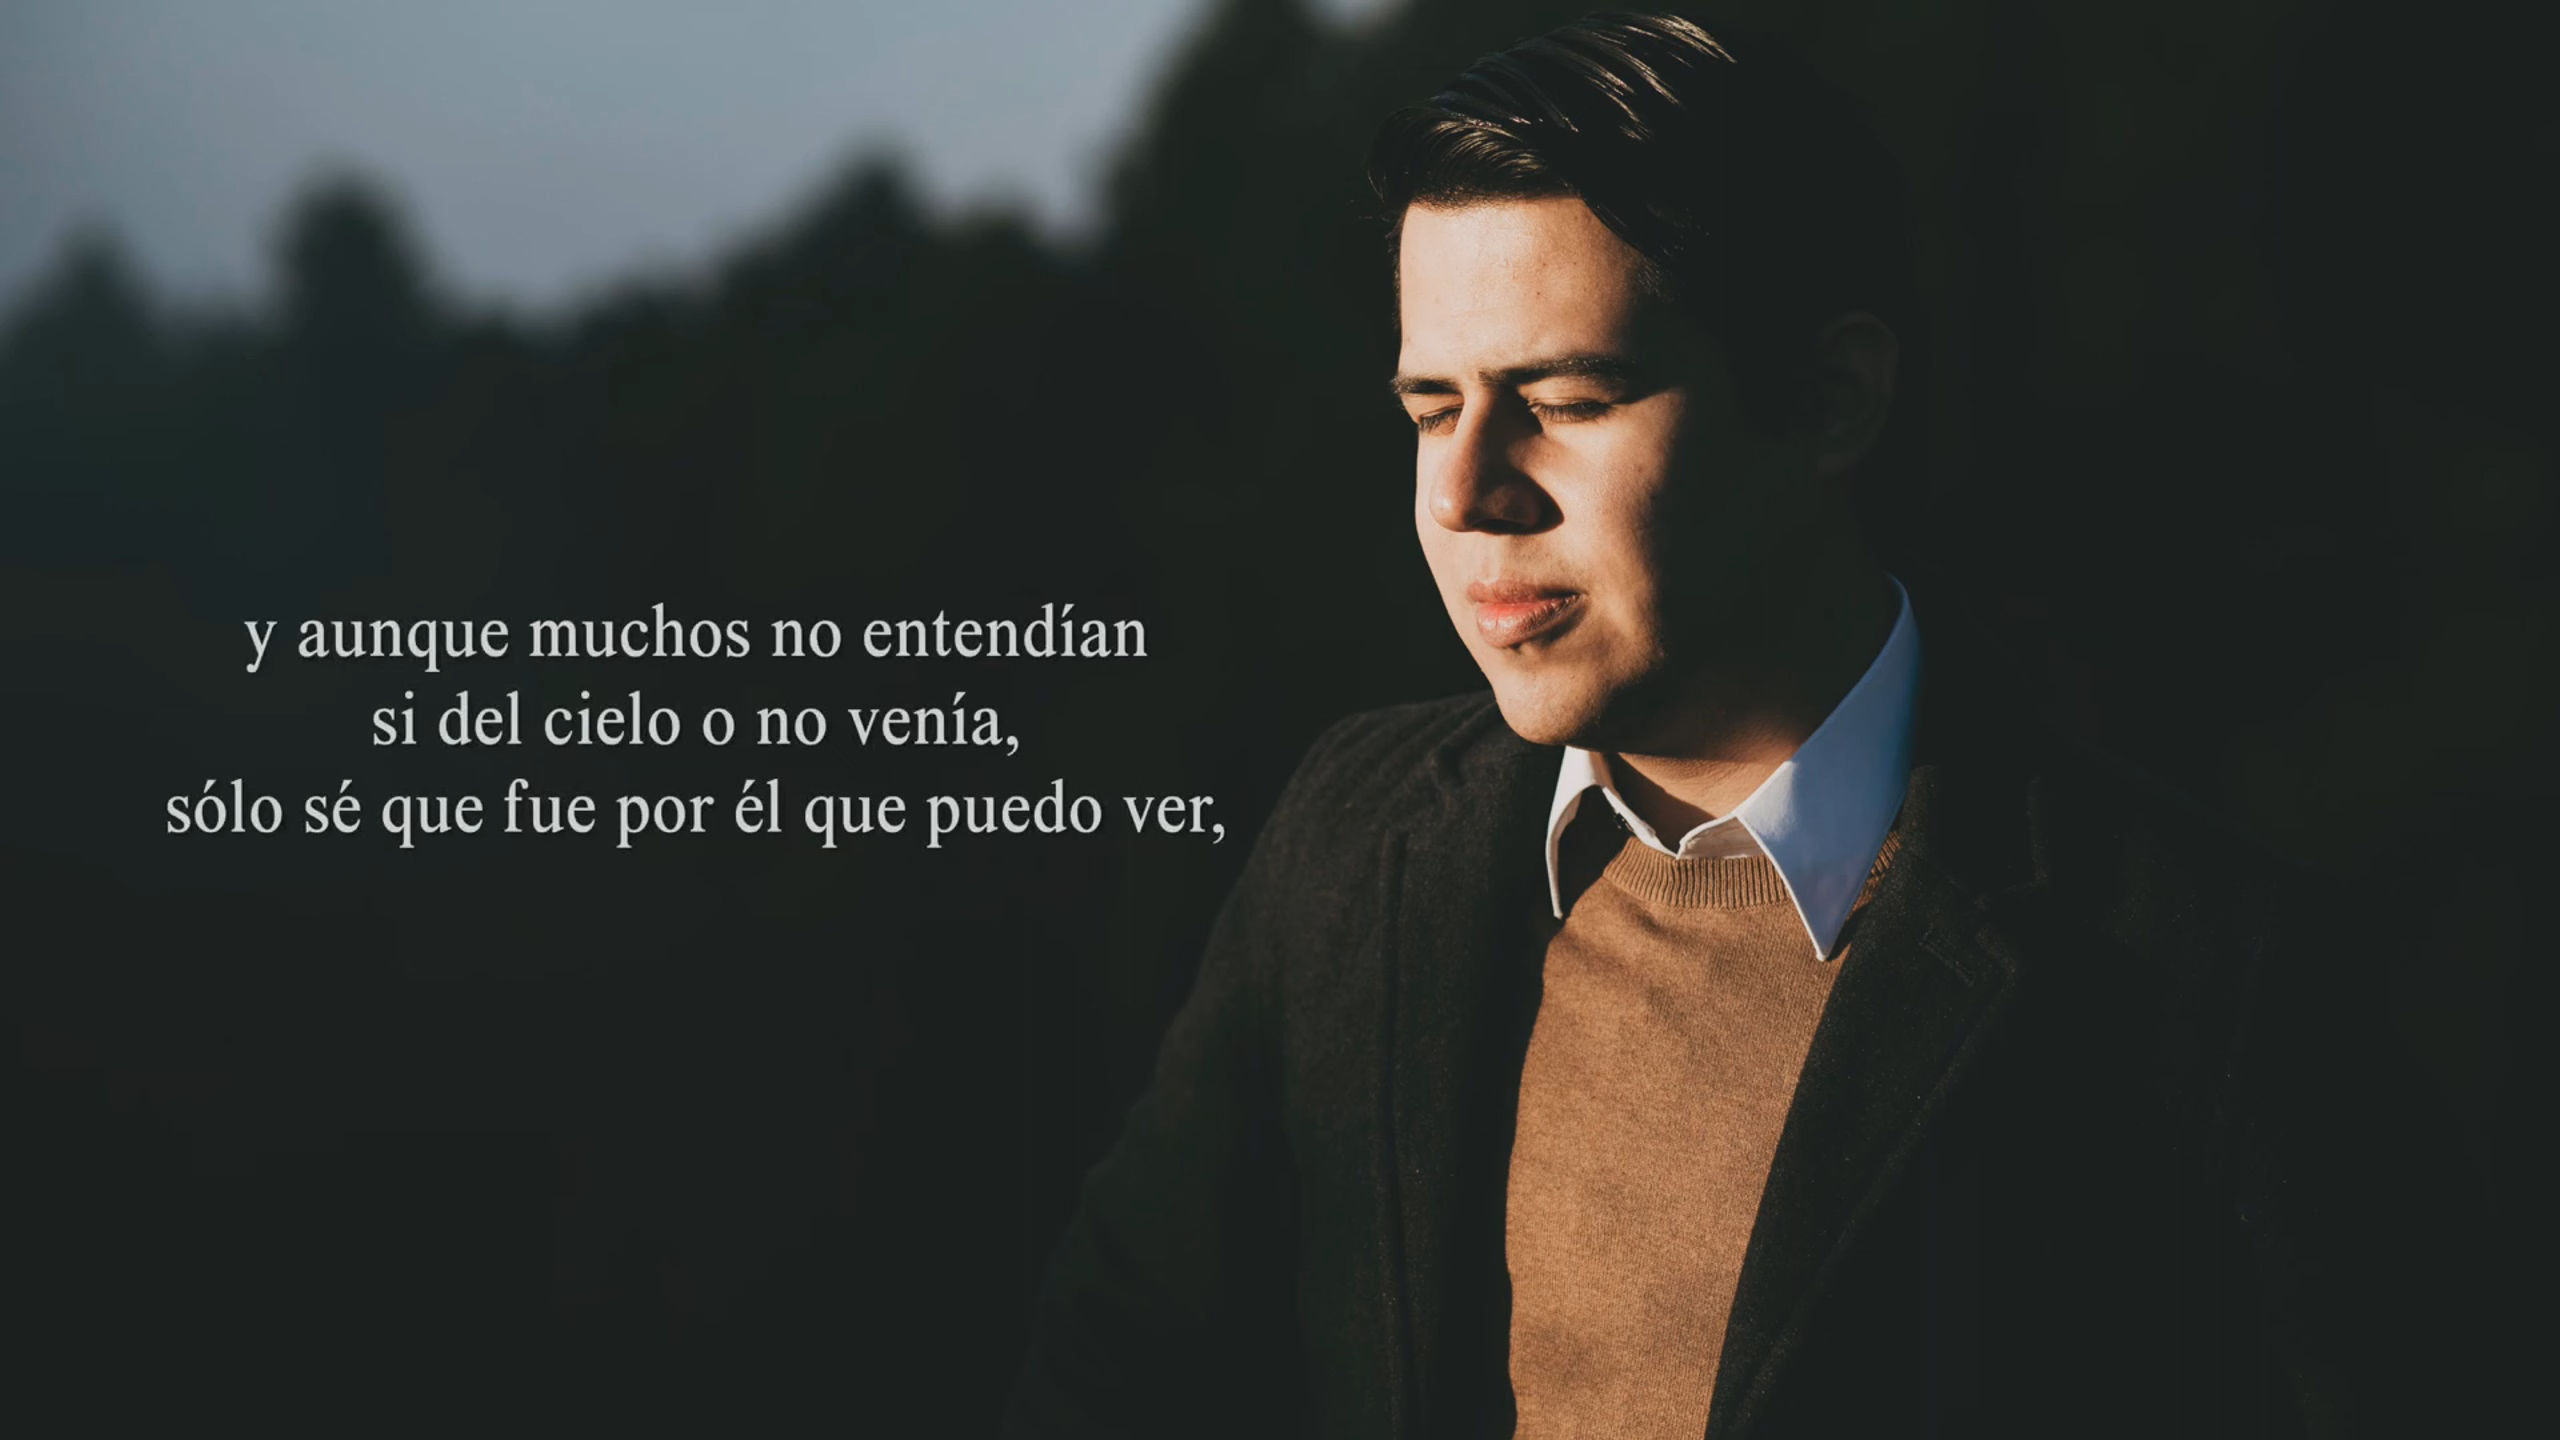 y aunque muchos no entendían
si del cielo o no venía,
sólo sé que fue por él que puedo ver,